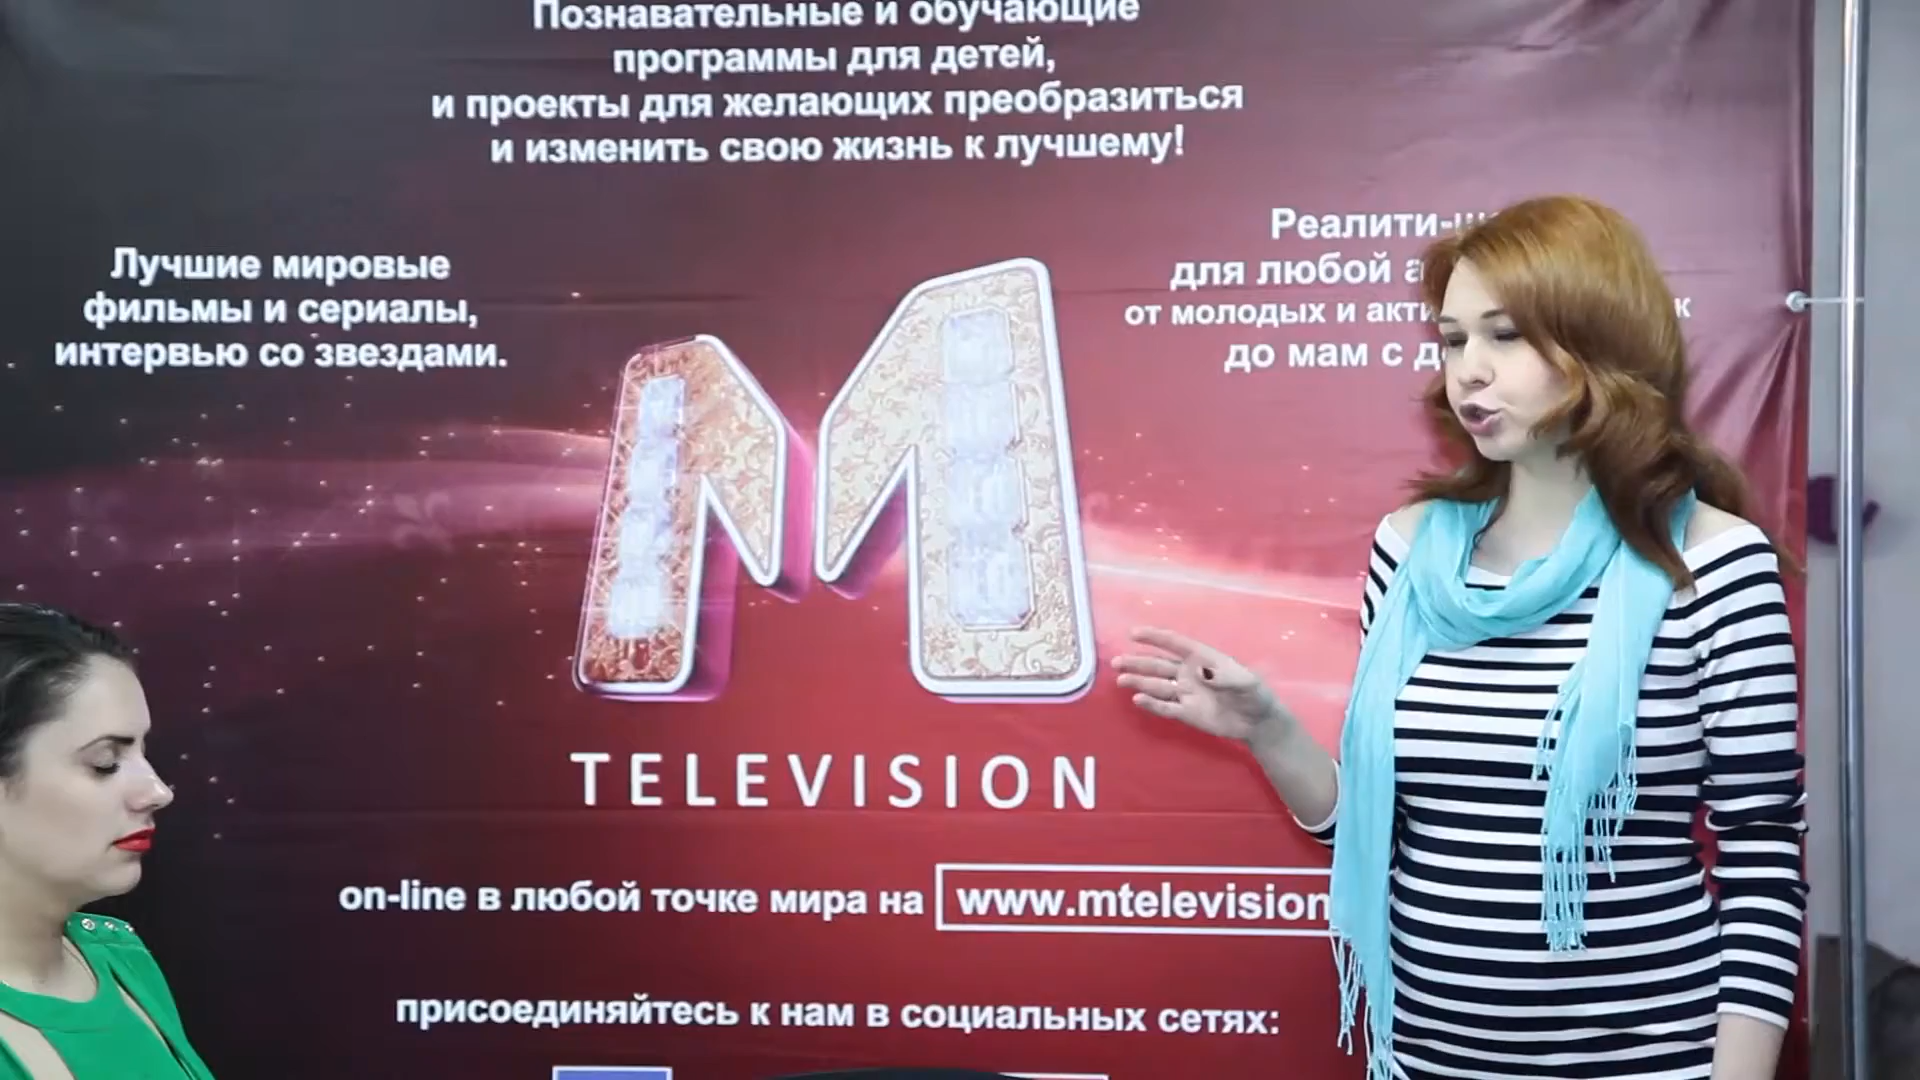 Познавательные и обучающие
программы для детей,
и проекты для желающих преобразиться
и изменить свою жизнь к лучшему!
Лучшие мировые
фильмы и сериалы,
интервью со звездами.
Реалити-
для любой
от молодых и
до мам с
M
TELEVISION
on-line в любой точке мира на www.mtelevision
присоединяйтесь к нам в социальных сетях: